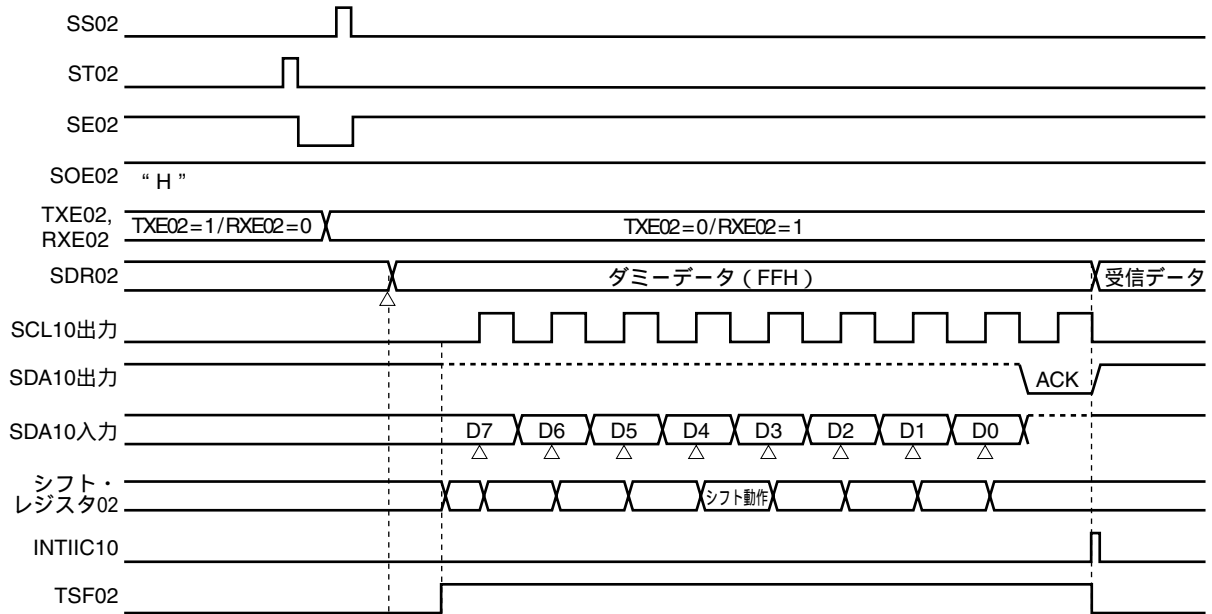 SS02
ST02
SE02
SOE02 “H”
TXE02,
RXE02
TXE02=1/RXE02=0 TXE02=0/RXE02=1
SDR02 ダミーデータ(FFH) 受信データ
SCL10出力
SDA10出力 ACK
SDA10入力 D7 D6 D5 D4 D3 D2 D1 D0
シフト・
レジスタ02
シフト動作
INTIIC10
TSF02